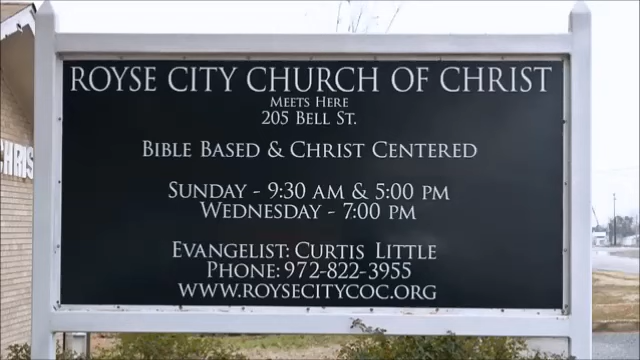 ROYSE CITY CHURCH OF CHRIST
MEETS HERE
205 BELL ST.
BIBLE BASED & CHRIST CENTERED
SUNDAY - 9:30 AM & 5:00 PM
WEDNESDAY - 7:00 PM
EVANGELIST: CURTIS LITTLE
PHONE: 972-822-3955
WWW.ROYSECITYCOC.ORG
CHRIS